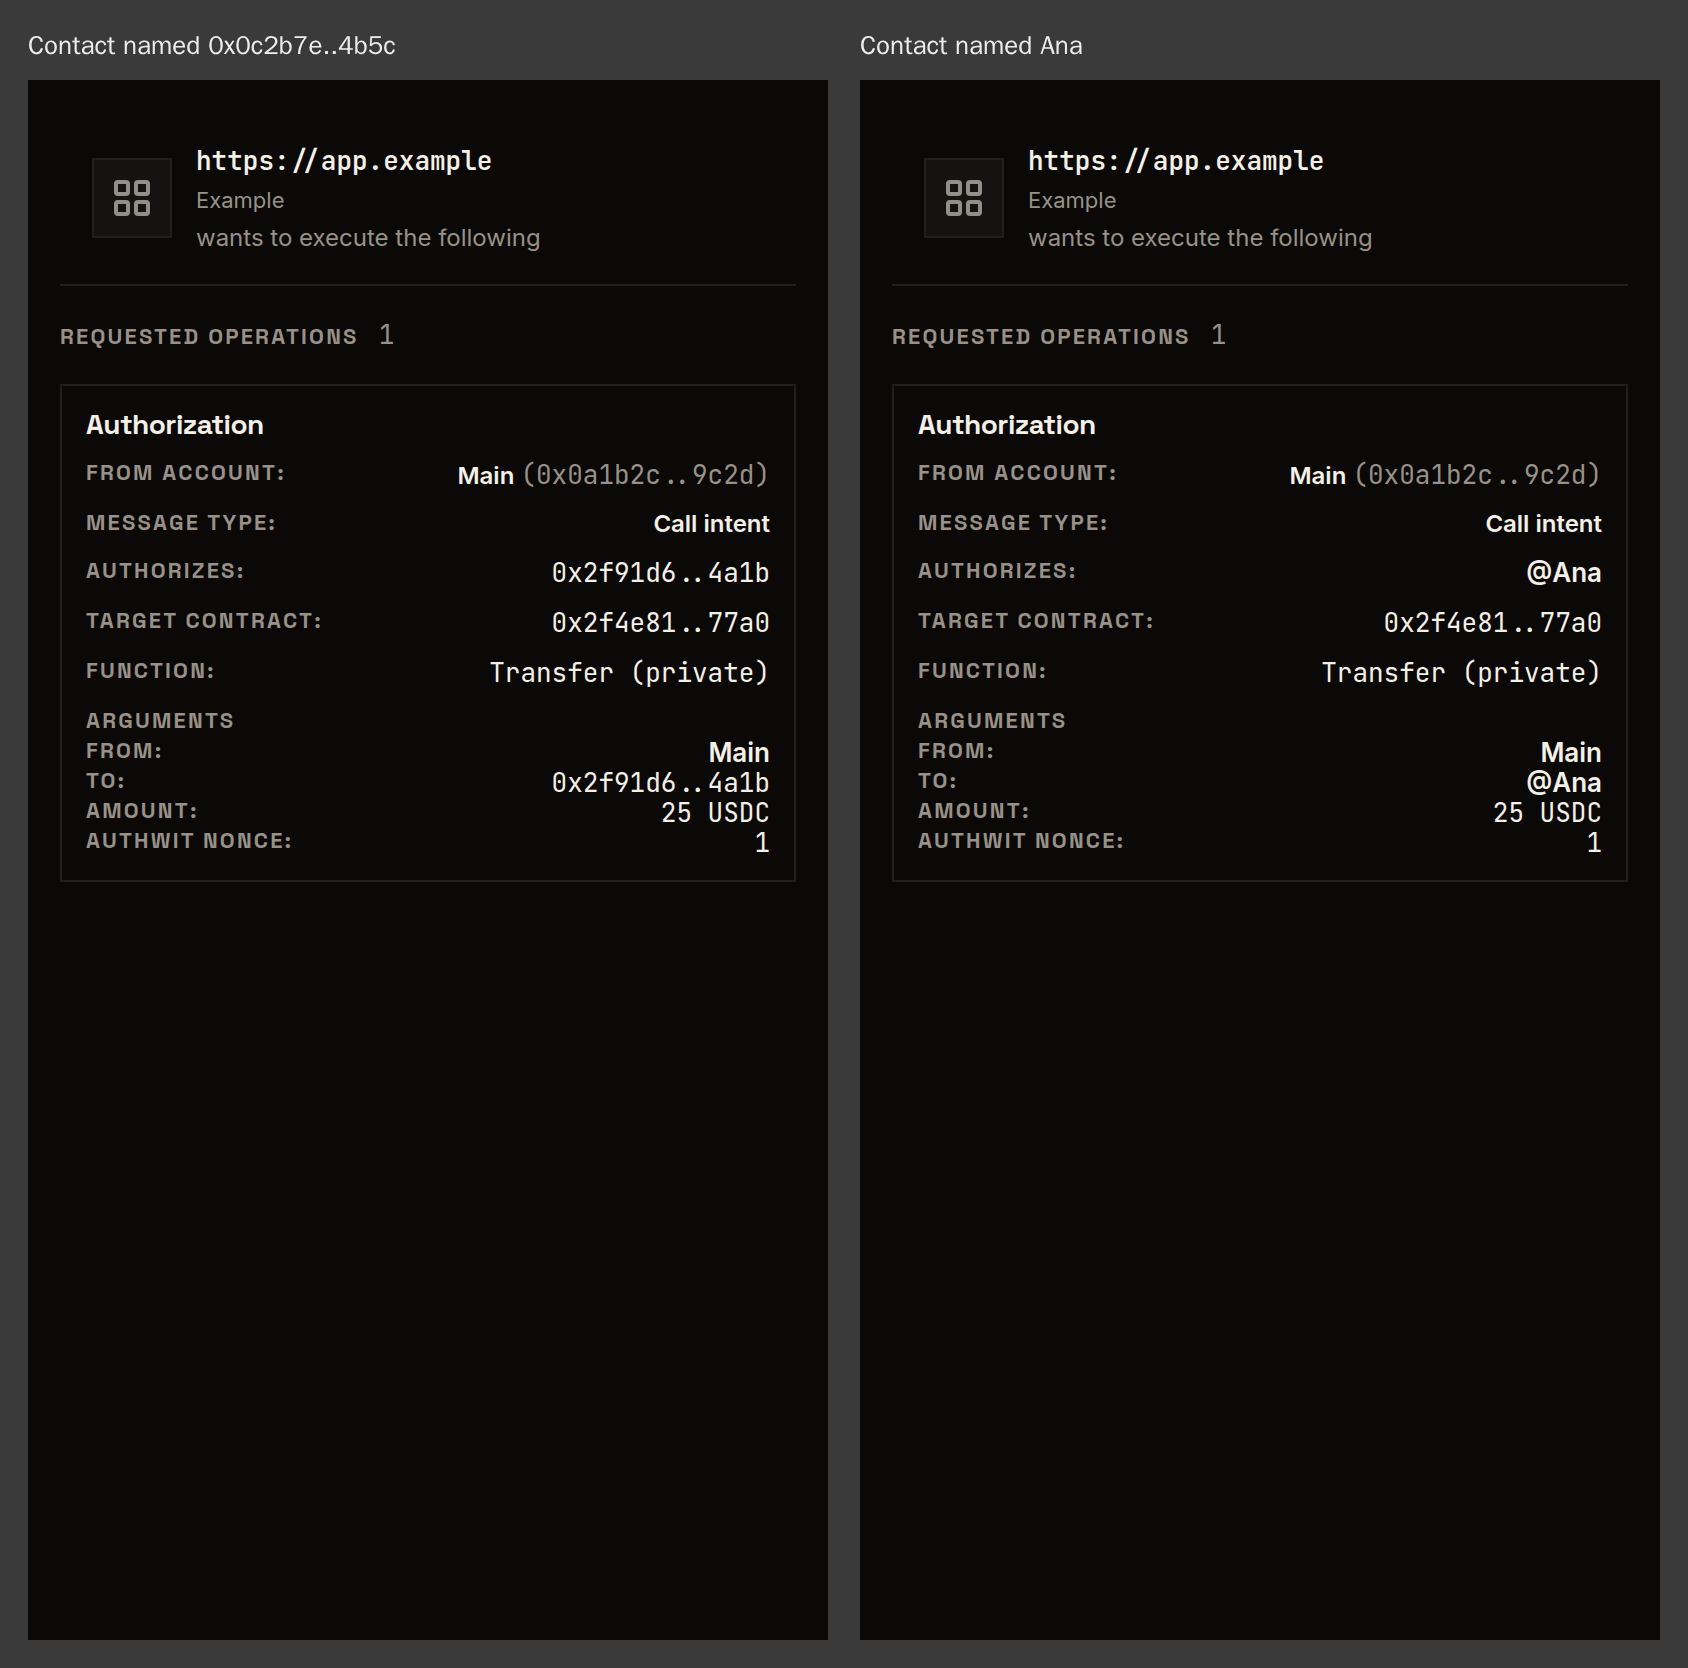 Contact named 0x0c2b7e..4b5c
https://app.example
Example
wants to execute the following
REQUESTED OPERATIONS 1
Authorization
FROM ACCOUNT: Main (0x0a1b2c..9c2d)
MESSAGE TYPE: Call intent
AUTHORIZES: 0x2f91d6..4a1b
TARGET CONTRACT: 0x2f4e81..77a0
FUNCTION: Transfer (private)
ARGUMENTS
FROM: Main
TO: 0x2f91d6..4a1b
AMOUNT: 25 USDC
AUTHWIT NONCE: 1
Contact named Ana
https://app.example
Example
wants to execute the following
REQUESTED OPERATIONS 1
Authorization
FROM ACCOUNT: Main (0x0a1b2c..9c2d)
MESSAGE TYPE: Call intent
AUTHORIZES: @Ana
TARGET CONTRACT: 0x2f4e81..77a0
FUNCTION: Transfer (private)
ARGUMENTS
FROM: Main
TO: @Ana
AMOUNT: 25 USDC
AUTHWIT NONCE: 1